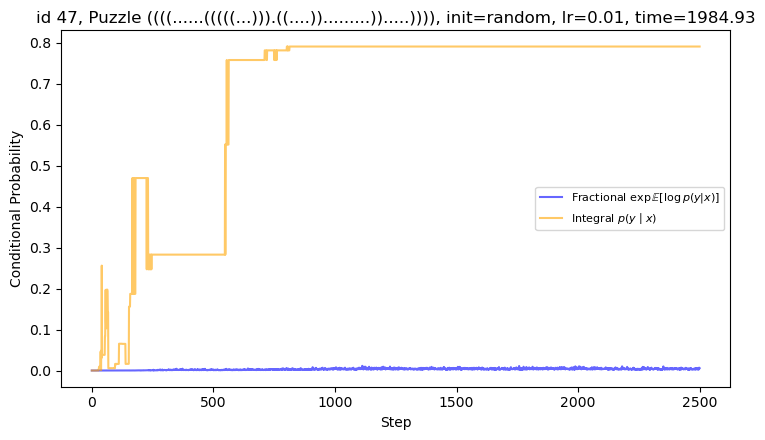 id 47, Puzzle ((((......(((((...))).((....)).........)).....)))), init=random, lr=0.01, time=1984.93
Conditional Probability
0.8
0.7
0.6
0.5
0.4
0.3
0.2
0.1
0.0
Fractional exp𝔼[log p(y|x)]
Integral p(y | x)
0 500 1000 1500 2000 2500
Step